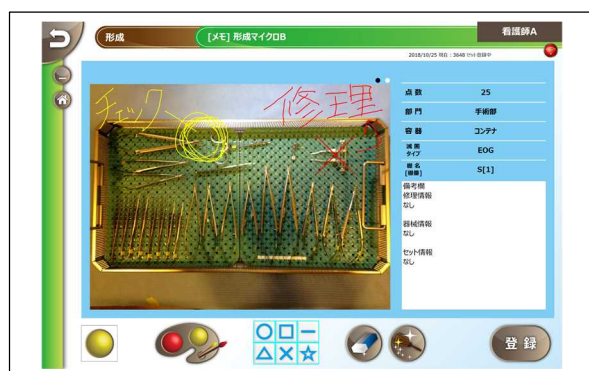 形成
[メモ] 形成マイクロB
看護師A
2018/10/25 現在 : 3648 セット登録中
チェック
修理
点 数
25
部 門
手術部
容 器
コンテナ
滅 菌
タイプ
EOG
棚 名
[棚番]
S[1]
備考欄
修理情報
なし
器械情報
なし
セット情報
なし
登 録